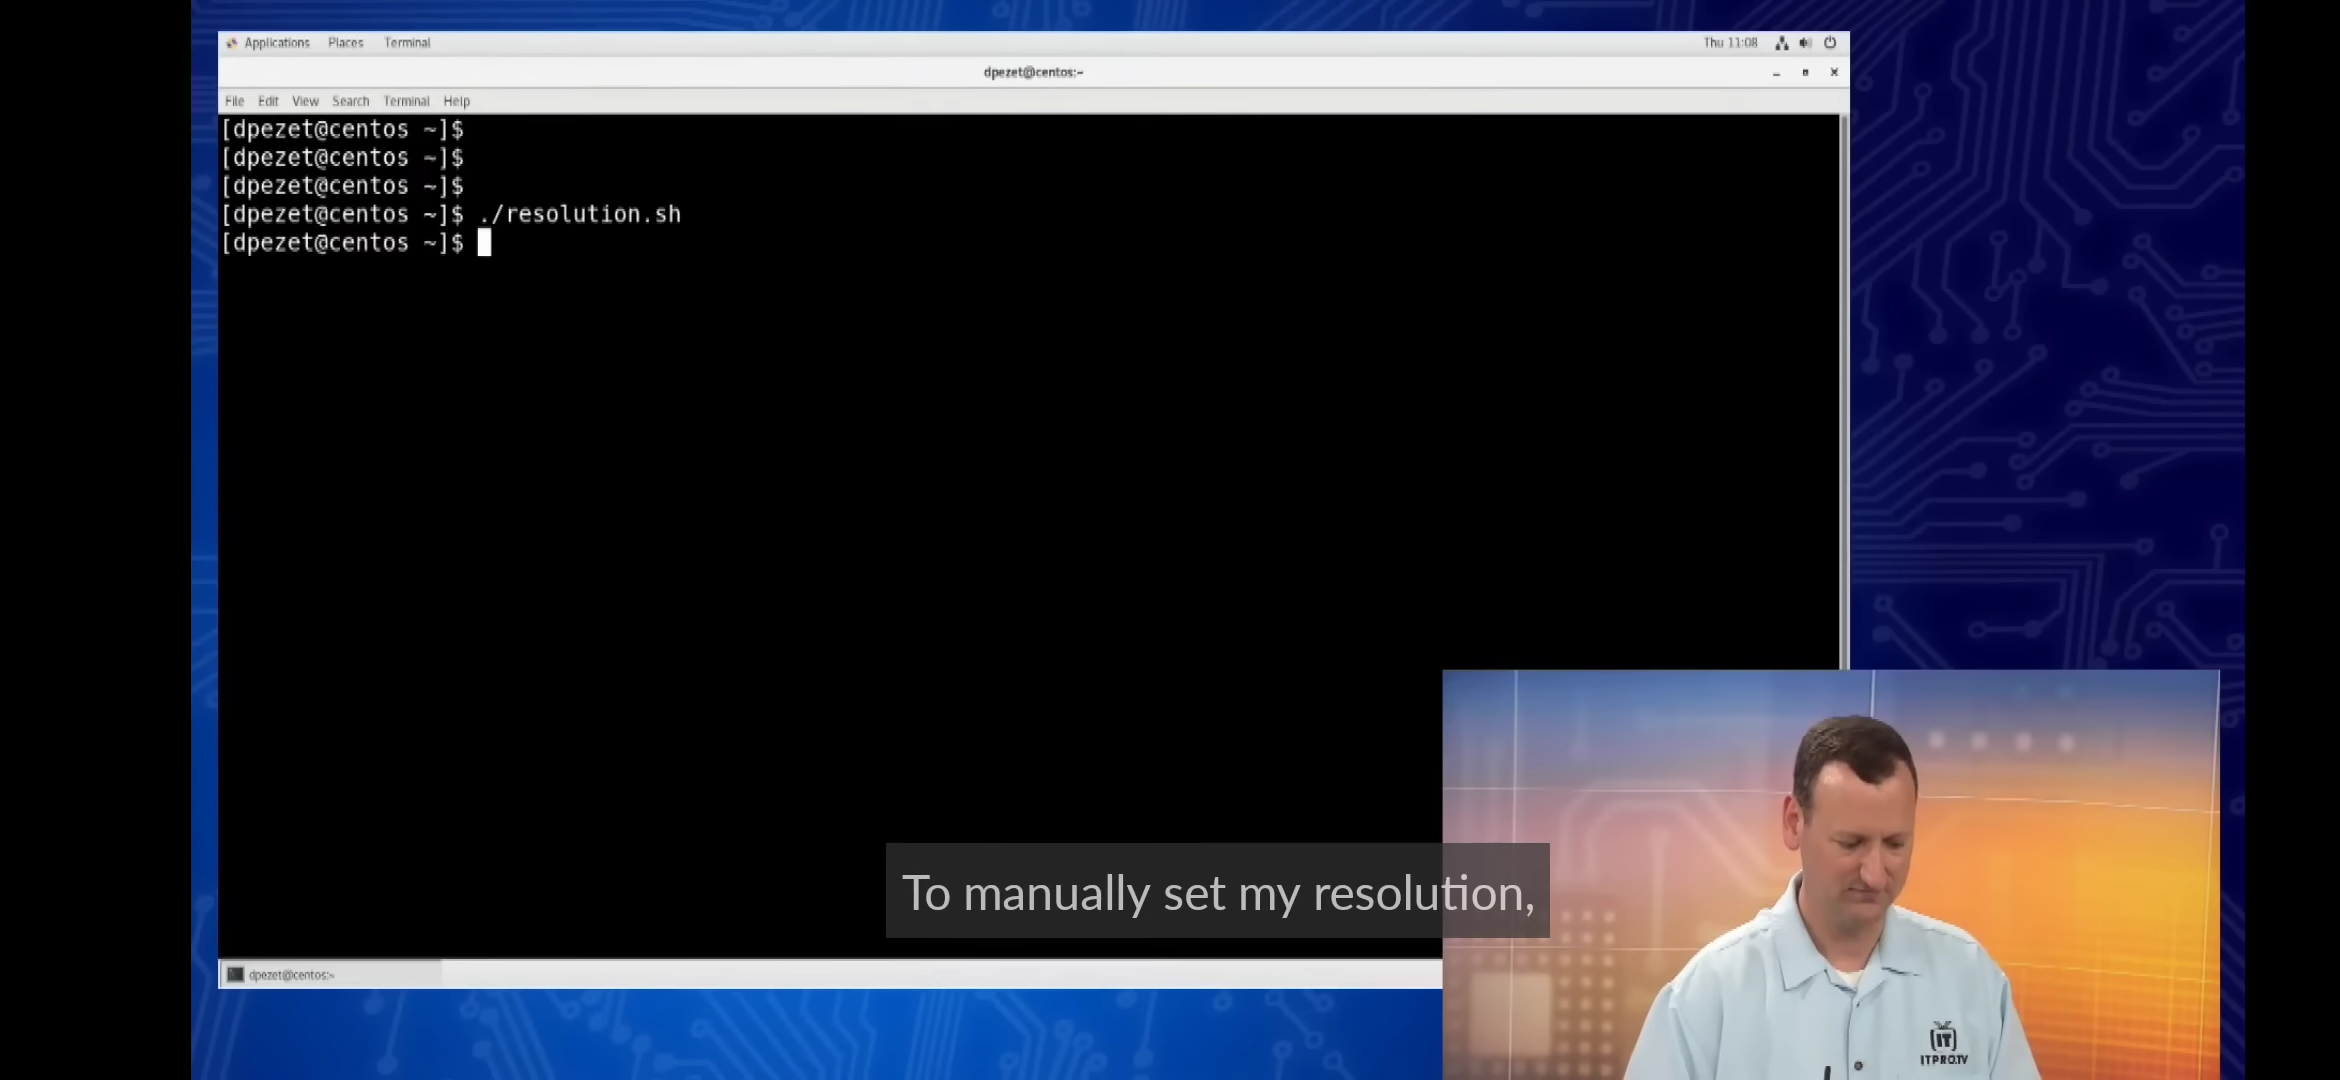 Applications Places Terminal
Thu 11:08
dpezet@centos:~
File Edit View Search Terminal Help
[dpezet@centos ~]$
[dpezet@centos ~]$
[dpezet@centos ~]$
[dpezet@centos ~]$ ./resolution.sh
[dpezet@centos ~]$
To manually set my resolution,
dpezet@centos:~
IT
ITPRO.TV